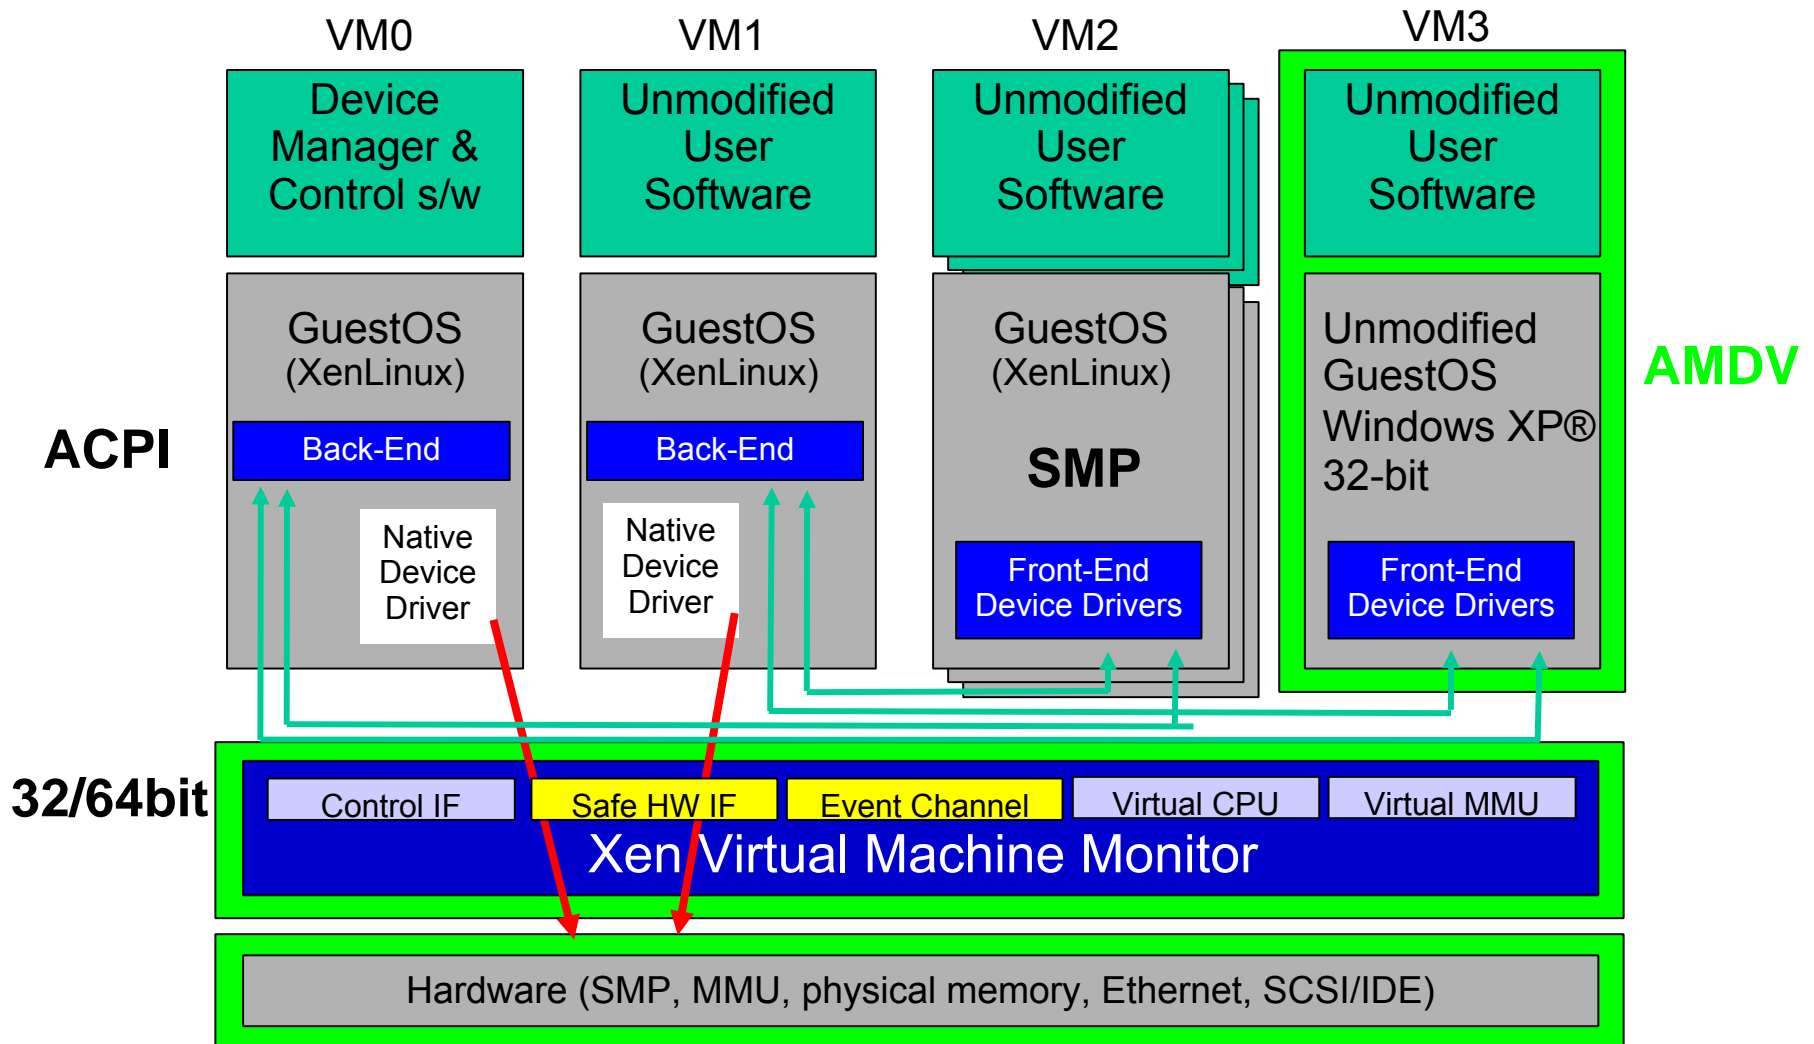 VM0
VM1
VM2
VM3
Device
Manager &
Control s/w
Unmodified
User
Software
Unmodified
User
Software
Unmodified
User
Software
GuestOS
(XenLinux)
GuestOS
(XenLinux)
GuestOS
(XenLinux)
Unmodified
GuestOS
Windows XP®
32-bit
AMDV
ACPI
Back-End
Back-End
SMP
Native
Device
Driver
Native
Device
Driver
Front-End
Device Drivers
Front-End
Device Drivers
32/64bit
Control IF
Safe HW IF
Event Channel
Virtual CPU
Virtual MMU
Xen Virtual Machine Monitor
Hardware (SMP, MMU, physical memory, Ethernet, SCSI/IDE)